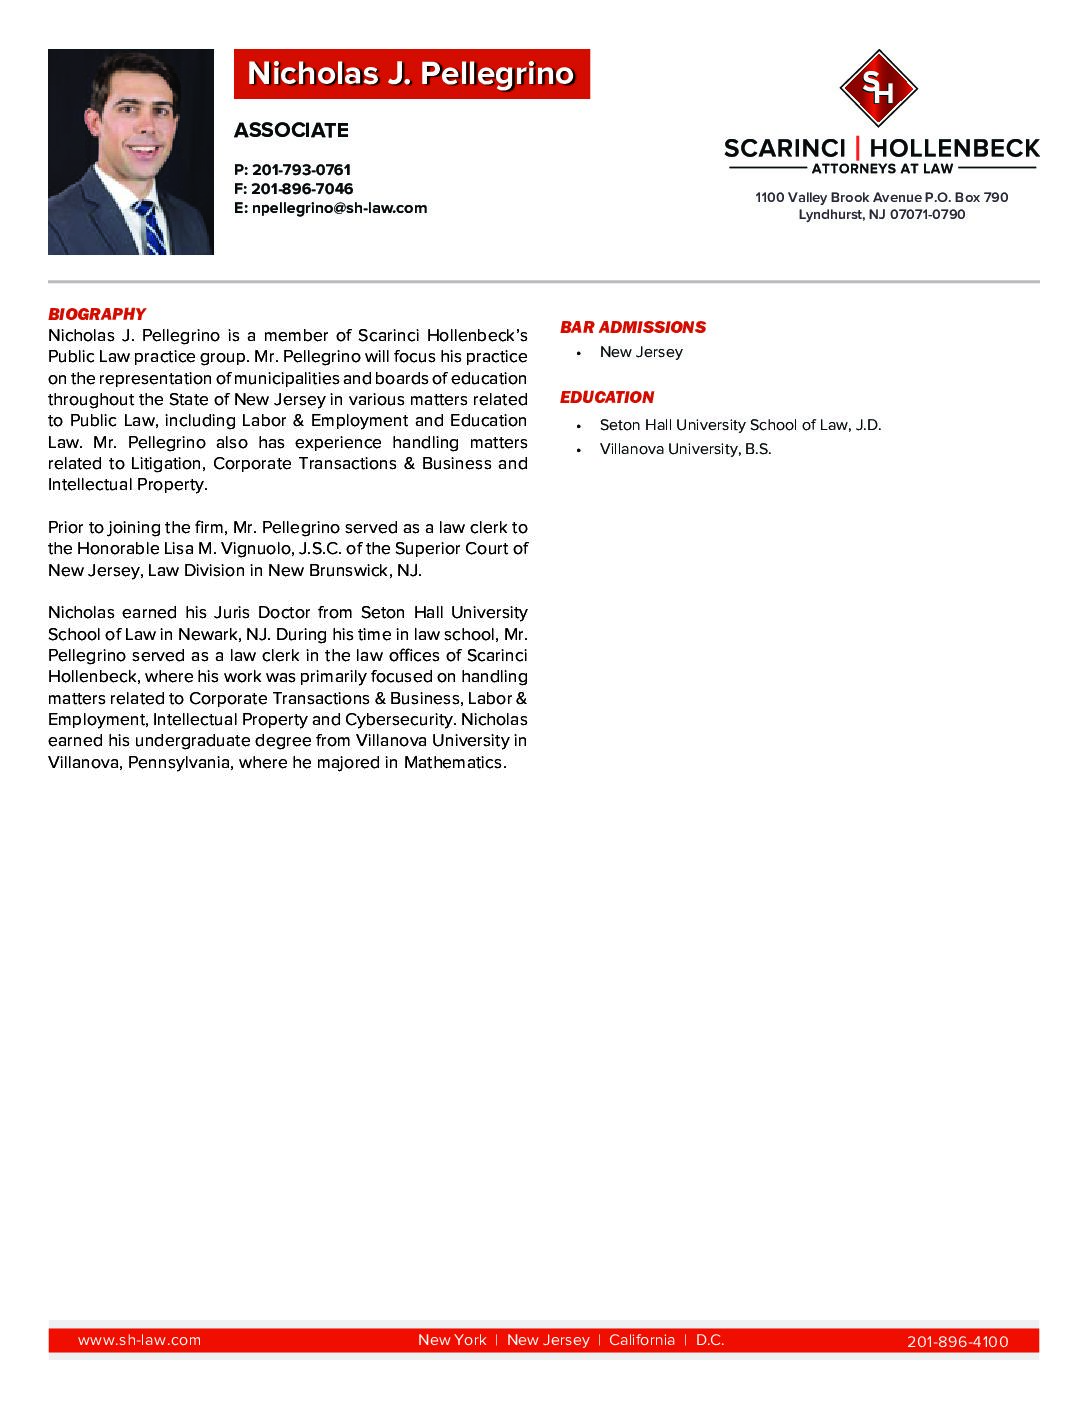 Nicholas J. Pellegrino
ASSOCIATE
P: 201-793-0761
F: 201-896-7046
E: npellegrino@sh-law.com
SH
SCARINCI | HOLLENBECK
ATTORNEYS AT LAW
1100 Valley Brook Avenue P.O. Box 790
Lyndhurst, NJ 07071-0790
BIOGRAPHY
Nicholas J. Pellegrino is a member of Scarinci Hollenbeck's
Public Law practice group. Mr. Pellegrino will focus his practice
on the representation of municipalities and boards of education
throughout the State of New Jersey in various matters related
to Public Law, including Labor & Employment and Education
Law. Mr. Pellegrino also has experience handling matters
related to Litigation, Corporate Transactions & Business and
Intellectual Property.
Prior to joining the firm, Mr. Pellegrino served as a law clerk to
the Honorable Lisa M. Vignuolo, J.S.C. of the Superior Court of
New Jersey, Law Division in New Brunswick, NJ.
Nicholas earned his Juris Doctor from Seton Hall University
School of Law in Newark, NJ. During his time in law school, Mr.
Pellegrino served as a law clerk in the law offices of Scarinci
Hollenbeck, where his work was primarily focused on handling
matters related to Corporate Transactions & Business, Labor &
Employment, Intellectual Property and Cybersecurity. Nicholas
earned his undergraduate degree from Villanova University in
Villanova, Pennsylvania, where he majored in Mathematics.
BAR ADMISSIONS
• New Jersey
EDUCATION
• Seton Hall University School of Law, J.D.
• Villanova University, B.S.
www.sh-law.com
New York | New Jersey | California | D.C.
201-896-4100